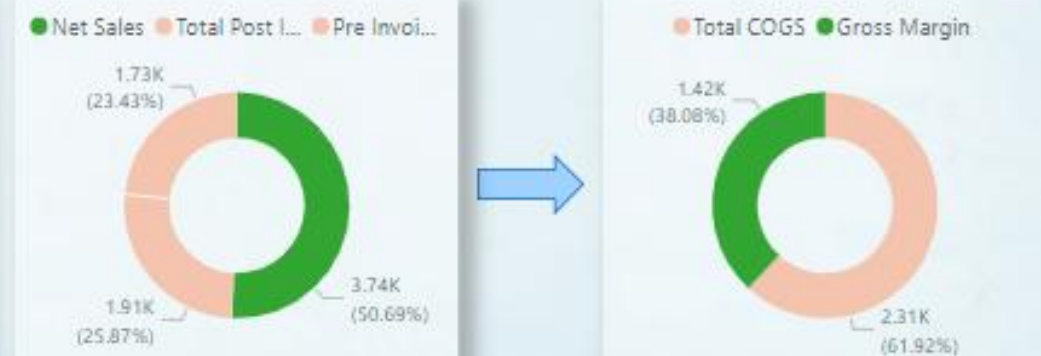 Net Sales Total Post I... Pre Invoi...
1.73K
(23.43%)
1.91K
(25.87%)
3.74K
(50.69%)
Total COGS Gross Margin
1.42K
(38.08%)
2.31K
(61.92%)